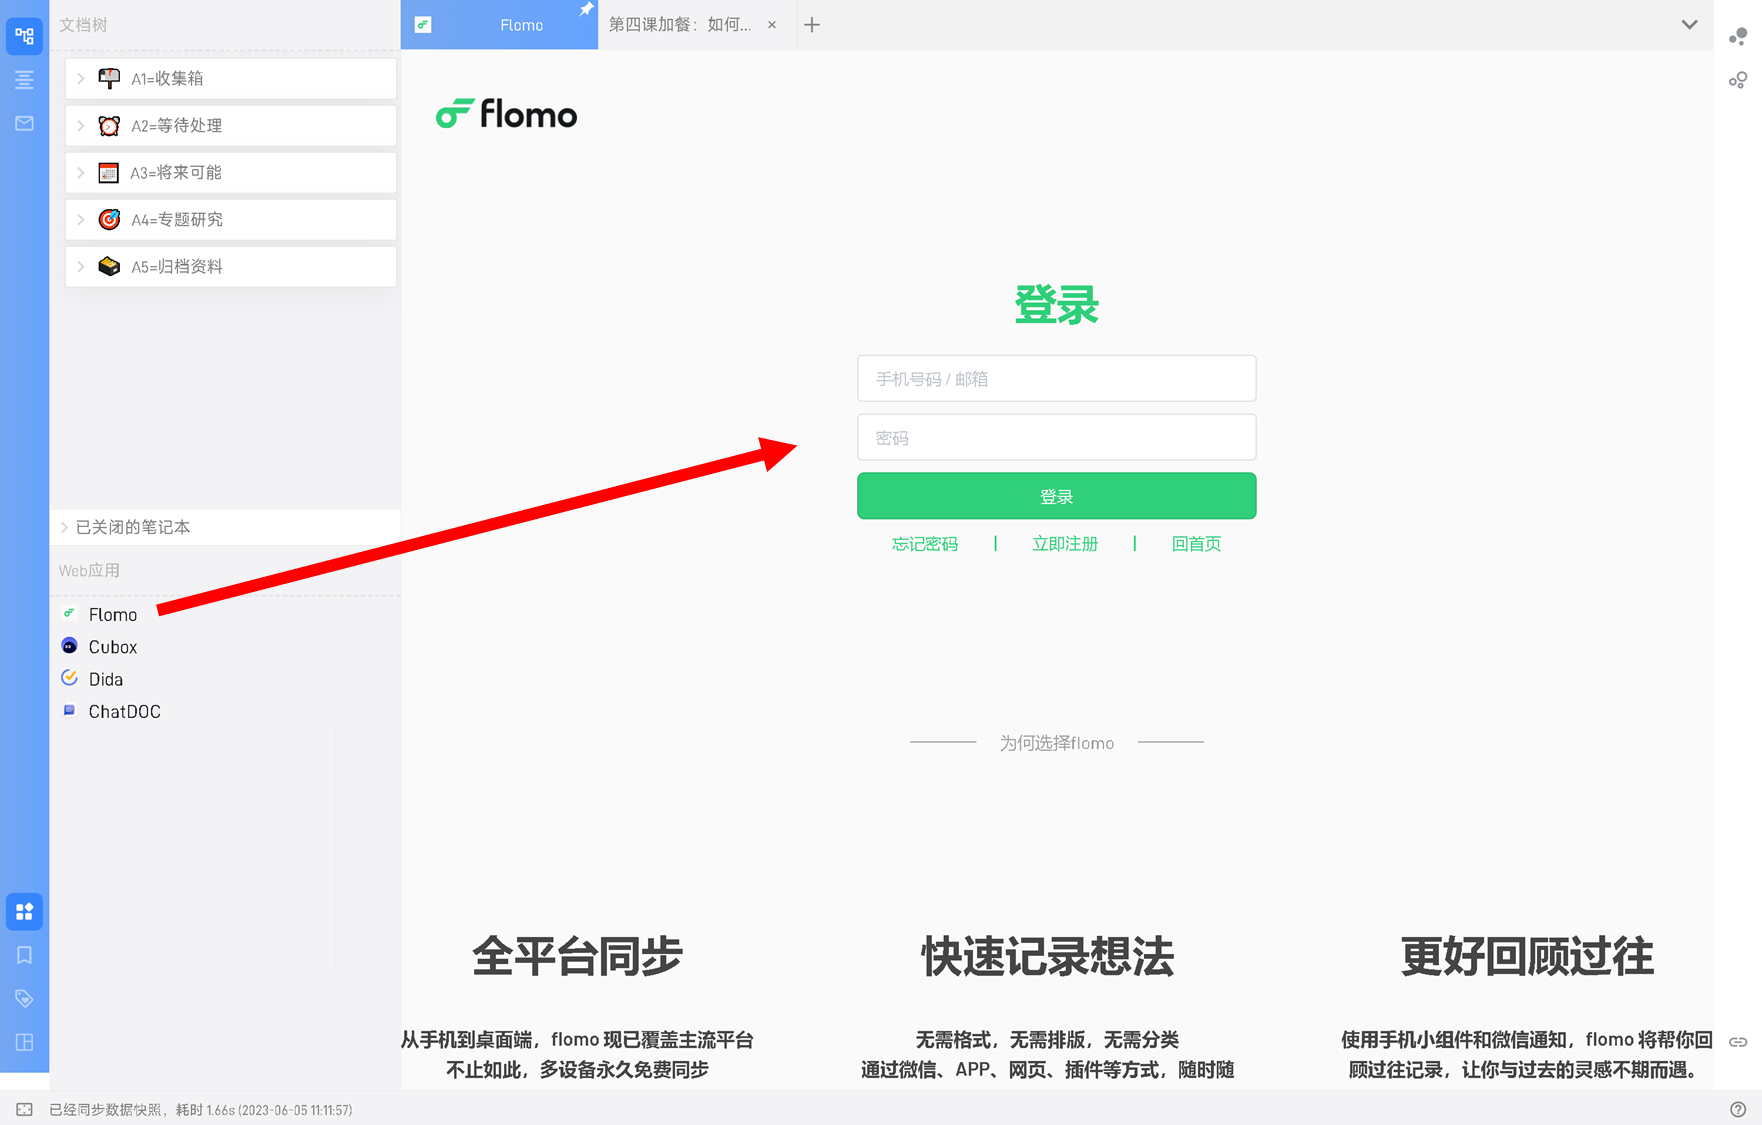 文档树
Flomo
第四课加餐：如何...
A1=收集箱
A2=等待处理
A3=将来可能
A4=专题研究
A5=归档资料
已关闭的笔记本
Web应用
Flomo
Cubox
Dida
ChatDOC
flomo
登录
手机号码 / 邮箱
密码
登录
忘记密码 | 立即注册 | 回首页
为何选择flomo
全平台同步
从手机到桌面端，flomo 现已覆盖主流平台
不止如此，多设备永久免费同步
快速记录想法
无需格式，无需排版，无需分类
通过微信、APP、网页、插件等方式，随时随
更好回顾过往
使用手机小组件和微信通知，flomo 将帮你回
顾过往记录，让你与过去的灵感不期而遇。
已经同步数据快照，耗时 1.66s (2023-06-05 11:11:57)